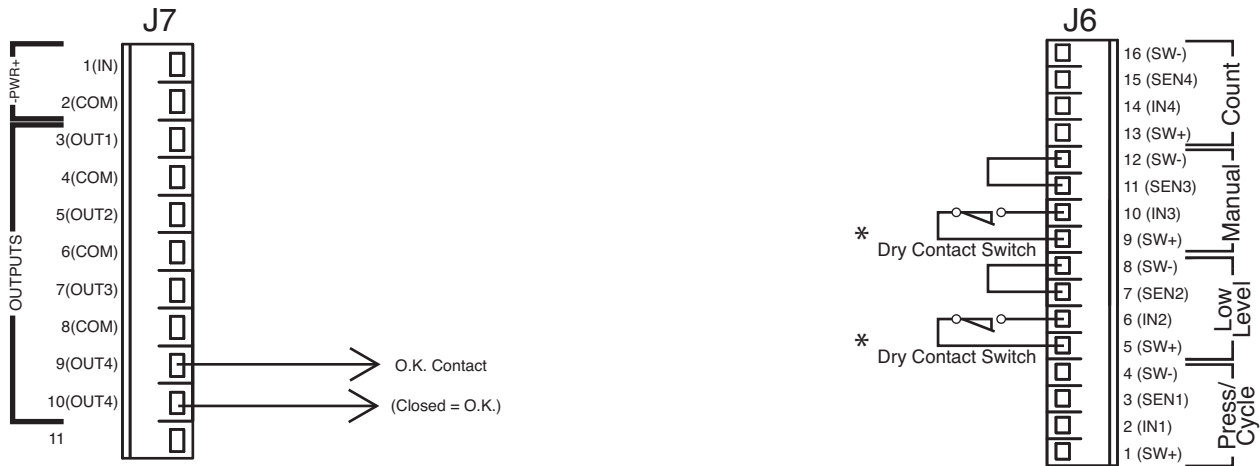 J7
-PWR+
1(IN)
2(COM)
OUTPUTS
3(OUT1)
4(COM)
5(OUT2)
6(COM)
7(OUT3)
8(COM)
9(OUT4)
10(OUT4)
11
O.K. Contact
(Closed = O.K.)
J6
16 (SW-)
15 (SEN4)
14 (IN4)
13 (SW+)
Count
12 (SW-)
11 (SEN3)
10 (IN3)
9 (SW+)
Manual
* Dry Contact Switch
8 (SW-)
7 (SEN2)
6 (IN2)
5 (SW+)
Low
Level
* Dry Contact Switch
4 (SW-)
3 (SEN1)
2 (IN1)
1 (SW+)
Press/
Cycle